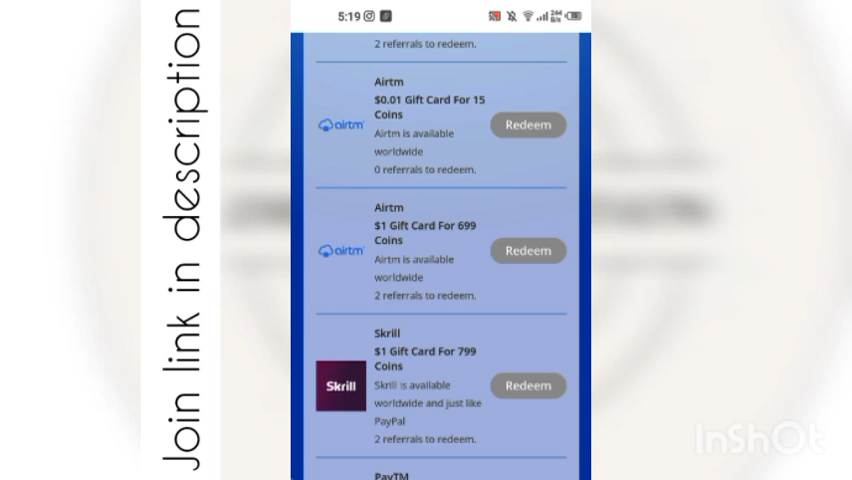 Join link in description
5:19
244
B/s
2 referrals to redeem.
Airtm
$0.01 Gift Card For 15
Coins
Airtm is available
worldwide
0 referrals to redeem.
airtm
Redeem
Airtm
$1 Gift Card For 699
Coins
Airtm is available
worldwide
2 referrals to redeem.
airtm
Redeem
Skrill
$1 Gift Card For 799
Coins
Skrill is available
worldwide and just like
PayPal
2 referrals to redeem.
Skrill
Redeem
PayTM
InShOt